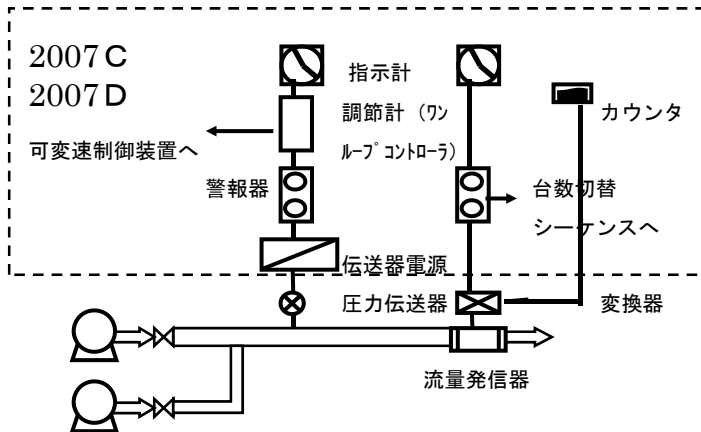 2007C
2007D
指示計
調節計（ワン
ループコントローラ）
カウンタ
可変速制御装置へ
警報器
台数切替
シーケンスへ
伝送器電源
圧力伝送器
変換器
流量発信器